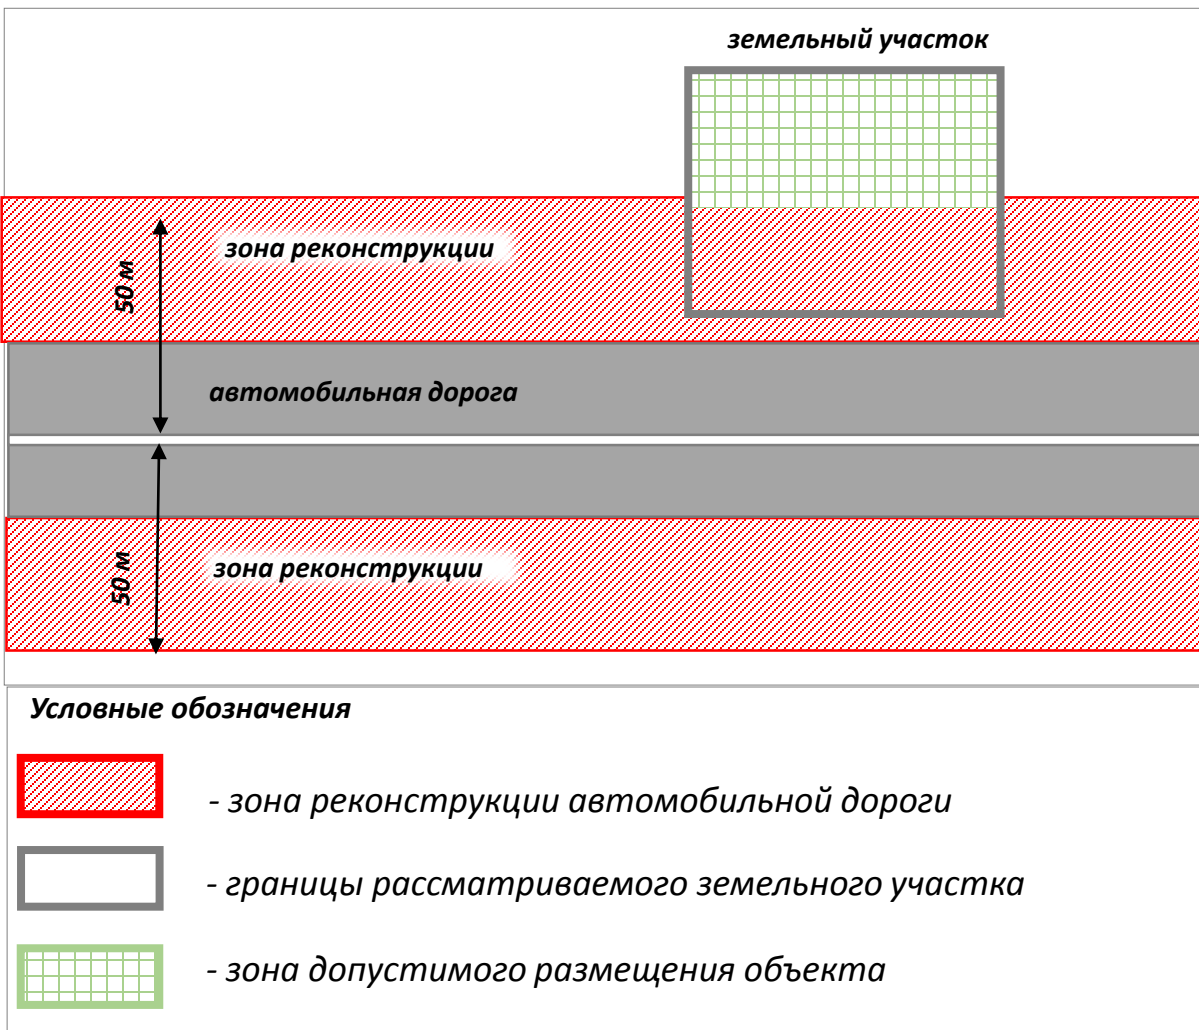 земельный участок
зона реконструкции
50 м
автомобильная дорога
зона реконструкции
50 м
Условные обозначения
- зона реконструкции автомобильной дороги
- границы рассматриваемого земельного участка
- зона допустимого размещения объекта